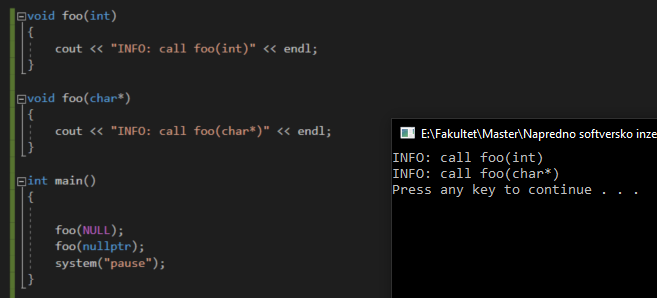 void foo(int)
{
cout << "INFO: call foo(int)" << endl;
}
void foo(char*)
{
cout << "INFO: call foo(char*)" << endl;
}
int main()
{
foo(NULL);
foo(nullptr);
system("pause");
}
E:\Fakultet\Master\Napredno softversko inze
INFO: call foo(int)
INFO: call foo(char*)
Press any key to continue . . .